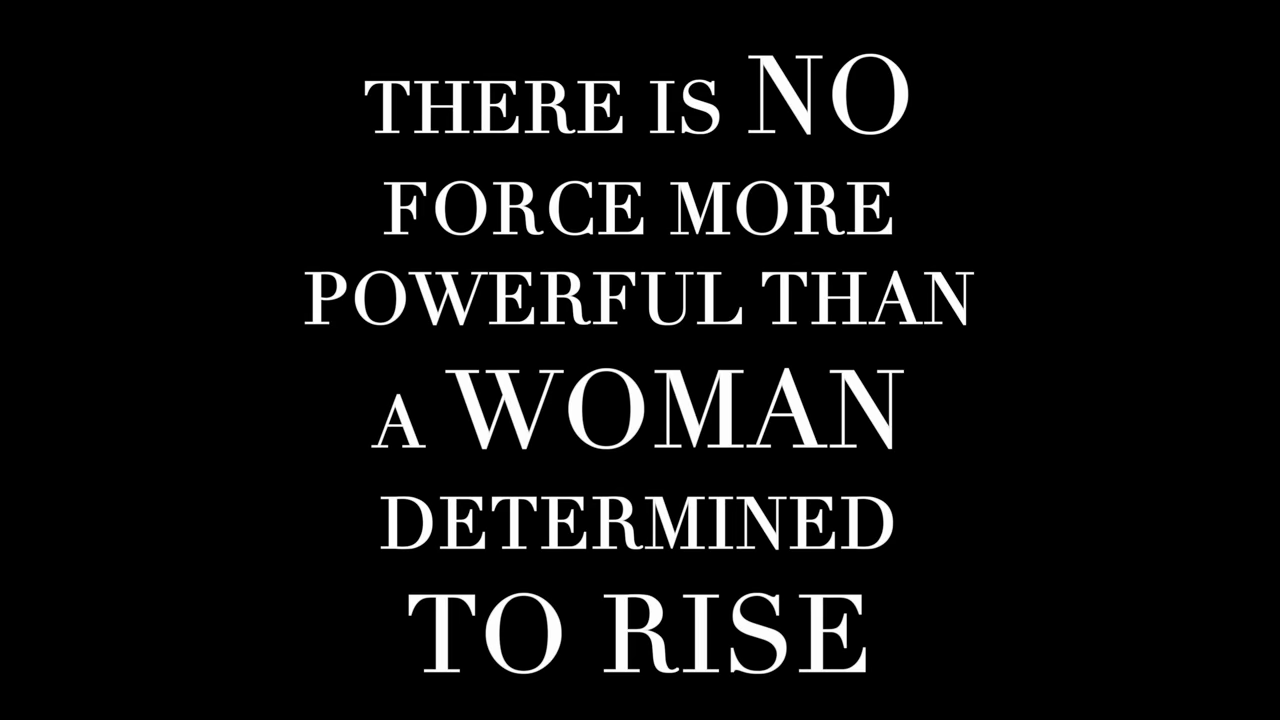 THERE IS NO
FORCE MORE
POWERFUL THAN
A WOMAN
DETERMINED
TO RISE